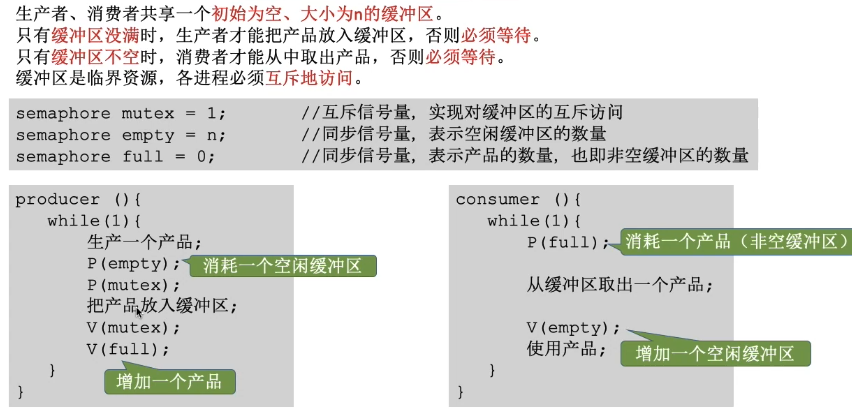 生产者、消费者共享一个初始为空、大小为n的缓冲区。
只有缓冲区没满时，生产者才能把产品放入缓冲区，否则必须等待。
只有缓冲区不空时，消费者才能从中取出产品，否则必须等待。
缓冲区是临界资源，各进程必须互斥地访问。
semaphore mutex = 1; //互斥信号量，实现对缓冲区的互斥访问
semaphore empty = n; //同步信号量，表示空闲缓冲区的数量
semaphore full = 0; //同步信号量，表示产品的数量，也即非空缓冲区的数量
producer (){
while(1){
生产一个产品;
P(empty); 消耗一个空闲缓冲区
P(mutex);
把产品放入缓冲区;
V(mutex);
V(full);
增加一个产品
}
}
consumer (){
while(1){
P(full); 消耗一个产品（非空缓冲区）
从缓冲区取出一个产品;
V(empty);
使用产品; 增加一个空闲缓冲区
}
}